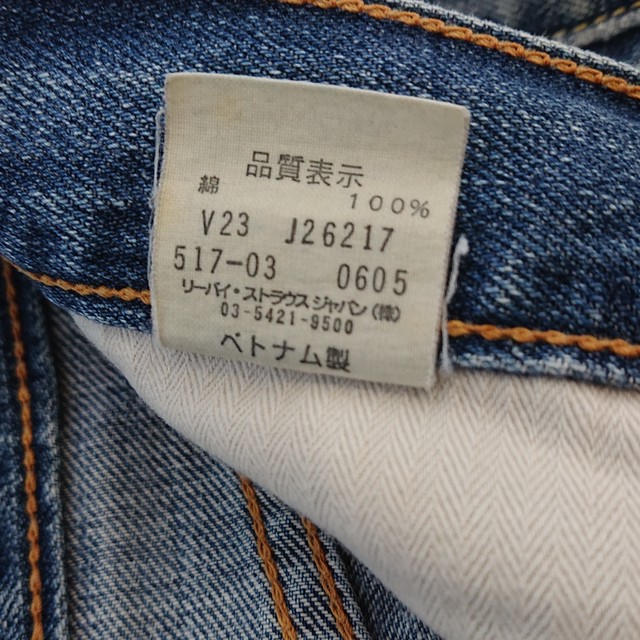 品質表示
綿 100%
V23 J26217
517-03 0605
リーバイ・ストラウス ジャパン(株)
03-5421-9500
ベトナム製